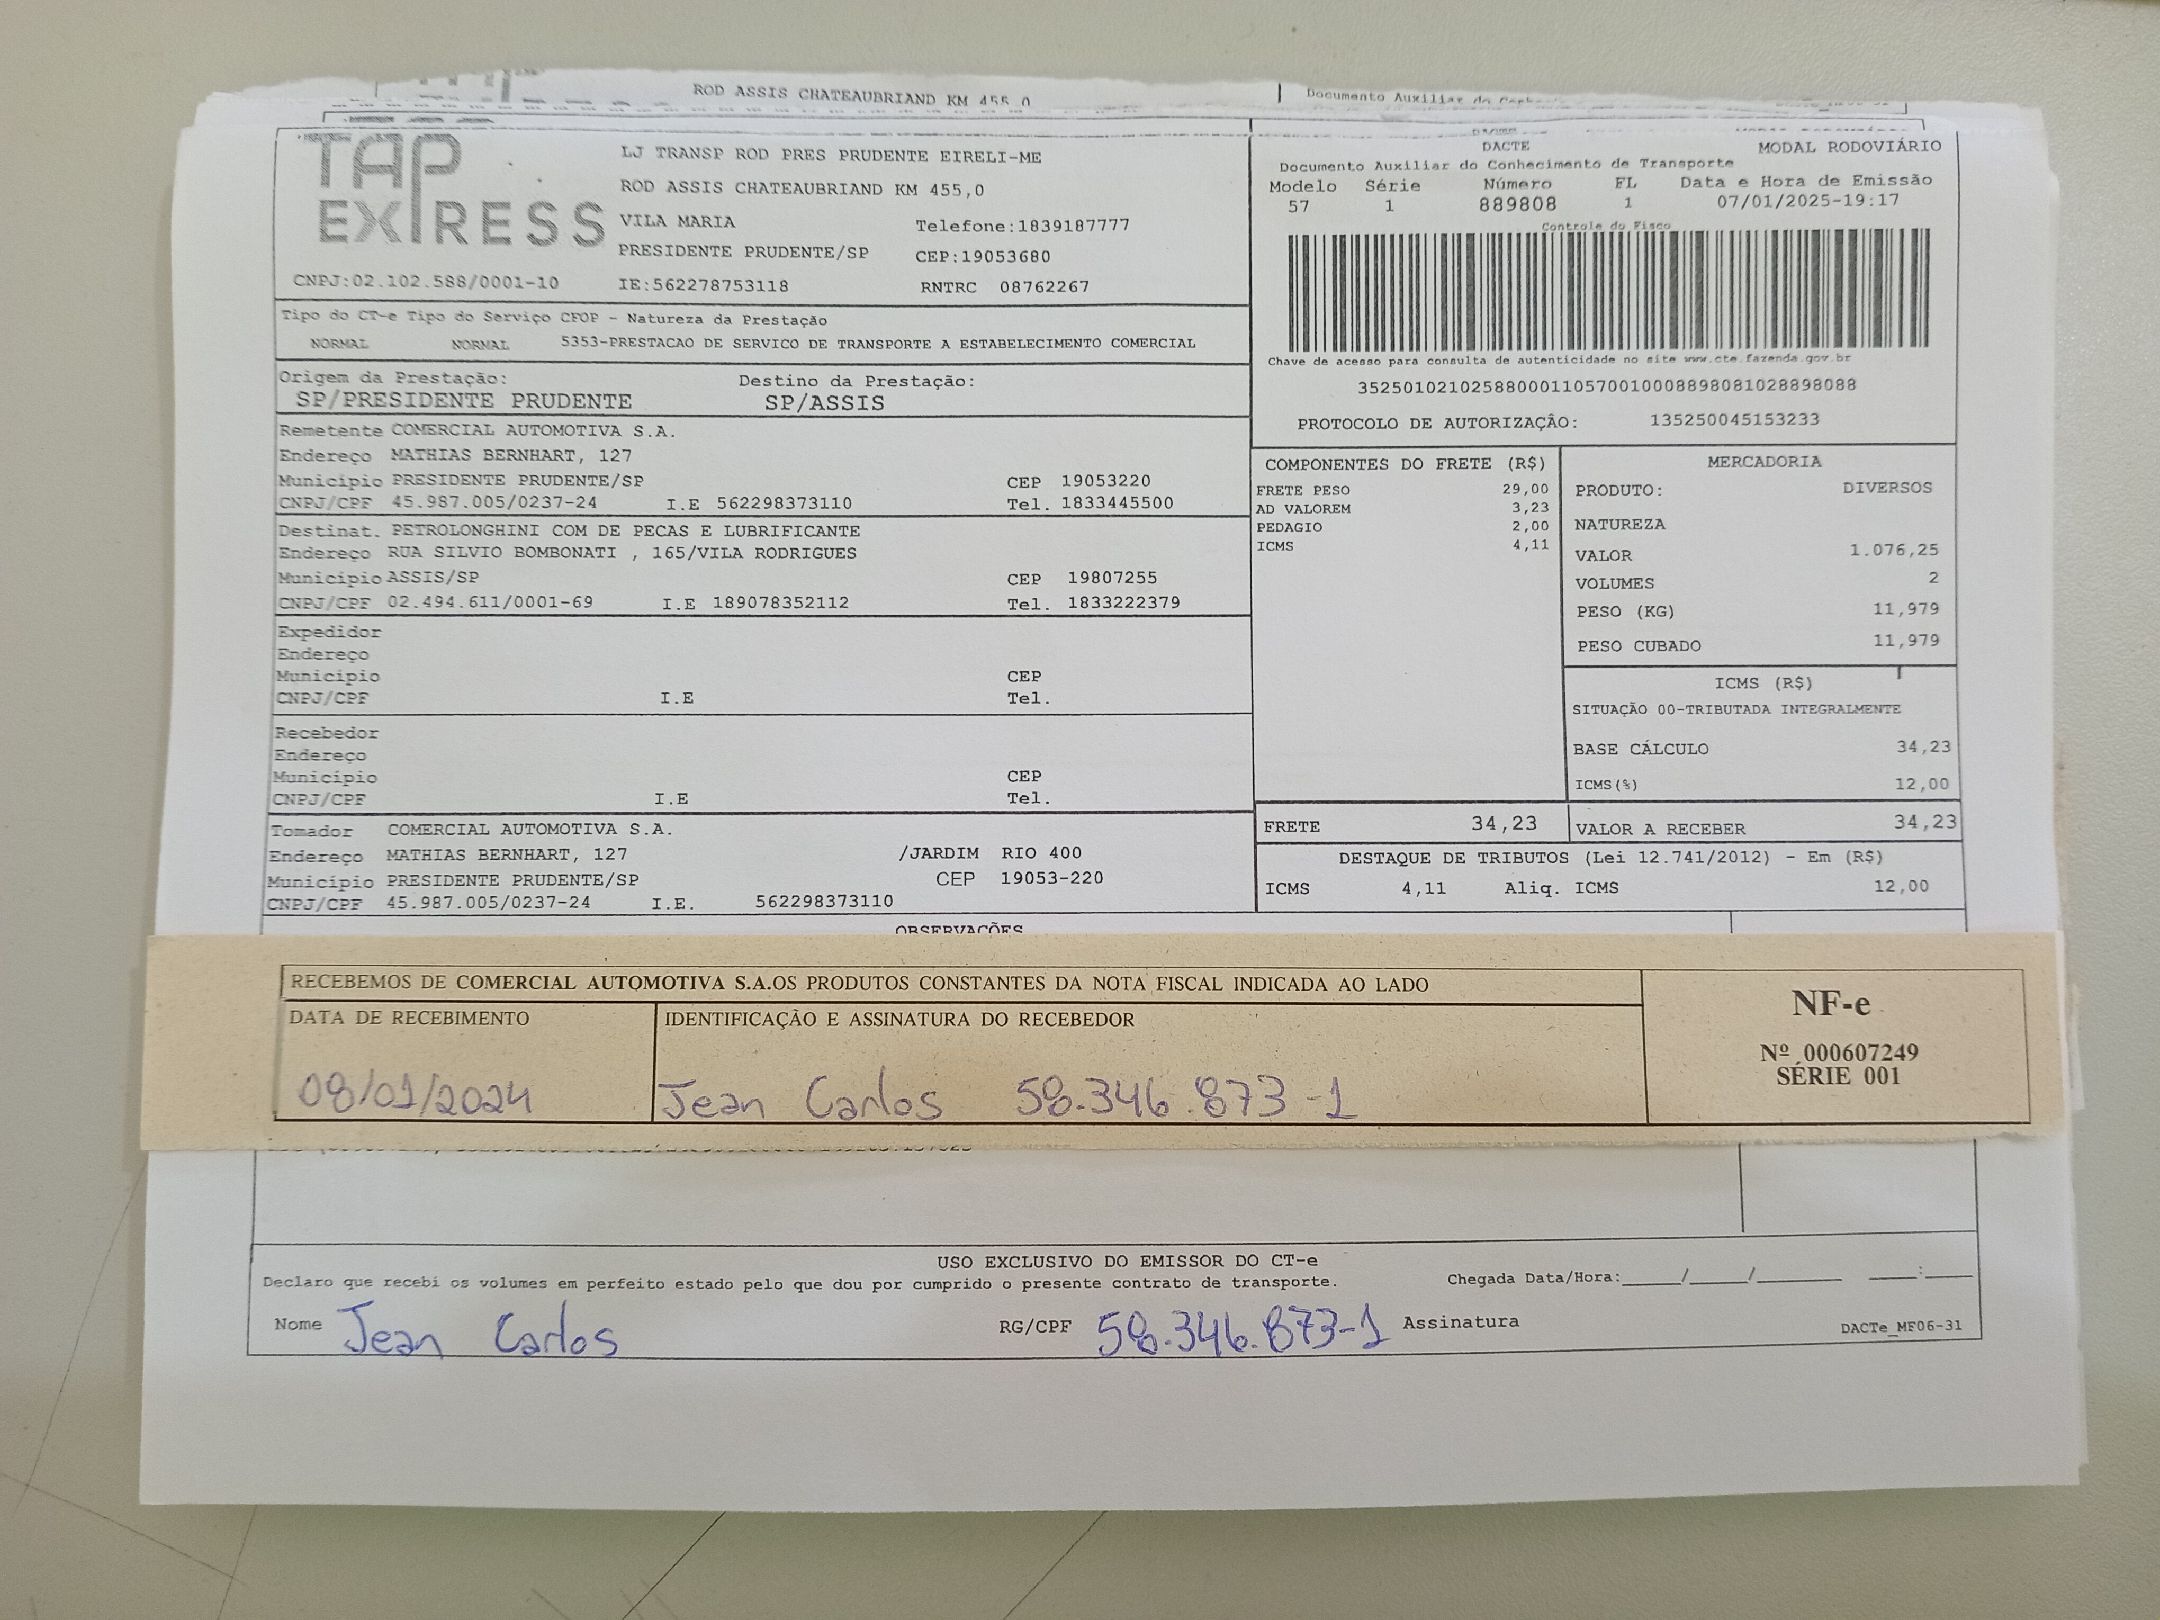 ROD ASSIS CHATEAUBRIAND KM 455,0
Documento Auxiliar do
TAP EXPRESS
LJ TRANSP ROD PRES PRUDENTE EIRELI-ME
ROD ASSIS CHATEAUBRIAND KM 455,0
VILA MARIA Telefone:1839187777
PRESIDENTE PRUDENTE/SP CEP:19053680
CNPJ:02.102.588/0001-10 IE:562278753118 RNTRC 08762267
DACTE MODAL RODOVIÁRIO
Documento Auxiliar do Conhecimento de Transporte
Modelo Série Número FL Data e Hora de Emissão
57 1 889808 1 07/01/2025-19:17
Controle do Fisco
Chave de acesso para consulta de autenticidade no site www.cte.fazenda.gov.br
35250102102588000110570010008898081028898088
PROTOCOLO DE AUTORIZAÇÃO: 135250045153233
Tipo do CT-e Tipo do Serviço CFOP - Natureza da Prestação
NORMAL NORMAL 5353-PRESTACAO DE SERVICO DE TRANSPORTE A ESTABELECIMENTO COMERCIAL
Origem da Prestação: Destino da Prestação:
SP/PRESIDENTE PRUDENTE SP/ASSIS
Remetente COMERCIAL AUTOMOTIVA S.A.
Endereço MATHIAS BERNHART, 127
Município PRESIDENTE PRUDENTE/SP CEP 19053220
CNPJ/CPF 45.987.005/0237-24 I.E 562298373110 Tel. 1833445500
Destinat. PETROLONGHINI COM DE PECAS E LUBRIFICANTE
Endereço RUA SILVIO BOMBONATI , 165/VILA RODRIGUES
Município ASSIS/SP CEP 19807255
CNPJ/CPF 02.494.611/0001-69 I.E 189078352112 Tel. 1833222379
Expedidor
Endereço
Município CEP
CNPJ/CPF I.E Tel.
Recebedor
Endereço
Município CEP
CNPJ/CPF I.E Tel.
Tomador COMERCIAL AUTOMOTIVA S.A.
Endereço MATHIAS BERNHART, 127 /JARDIM RIO 400
Município PRESIDENTE PRUDENTE/SP CEP 19053-220
CNPJ/CPF 45.987.005/0237-24 I.E. 562298373110
COMPONENTES DO FRETE (R$)
FRETE PESO 29,00
AD VALOREM 3,23
PEDAGIO 2,00
ICMS 4,11
MERCADORIA
PRODUTO: DIVERSOS
NATUREZA
VALOR 1.076,25
VOLUMES 2
PESO (KG) 11,979
PESO CUBADO 11,979
ICMS (R$)
SITUAÇÃO 00-TRIBUTADA INTEGRALMENTE
BASE CÁLCULO 34,23
ICMS(%) 12,00
FRETE 34,23 VALOR A RECEBER 34,23
DESTAQUE DE TRIBUTOS (Lei 12.741/2012) - Em (R$)
ICMS 4,11 Aliq. ICMS 12,00
OBSERVAÇÕES
RECEBEMOS DE COMERCIAL AUTOMOTIVA S.A.OS PRODUTOS CONSTANTES DA NOTA FISCAL INDICADA AO LADO
DATA DE RECEBIMENTO IDENTIFICAÇÃO E ASSINATURA DO RECEBEDOR
08/01/2024 Jean Carlos 58.346.873-1
NF-e
Nº 000607249
SÉRIE 001
USO EXCLUSIVO DO EMISSOR DO CT-e
Declaro que recebi os volumes em perfeito estado pelo que dou por cumprido o presente contrato de transporte. Chegada Data/Hora:____/____/______ ___:___
Nome Jean Carlos RG/CPF 58.346.873-1 Assinatura
DACTe_MF06-31